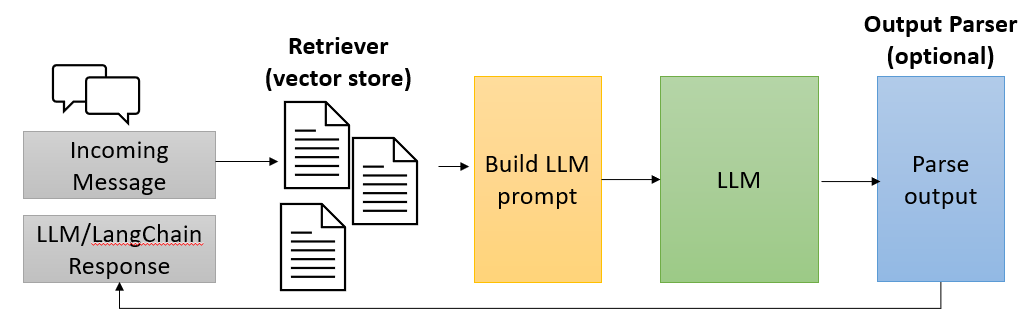 Output Parser
(optional)
Retriever
(vector store)
Incoming
Message
LLM/LangChain
Response
Build LLM
prompt
LLM
Parse
output